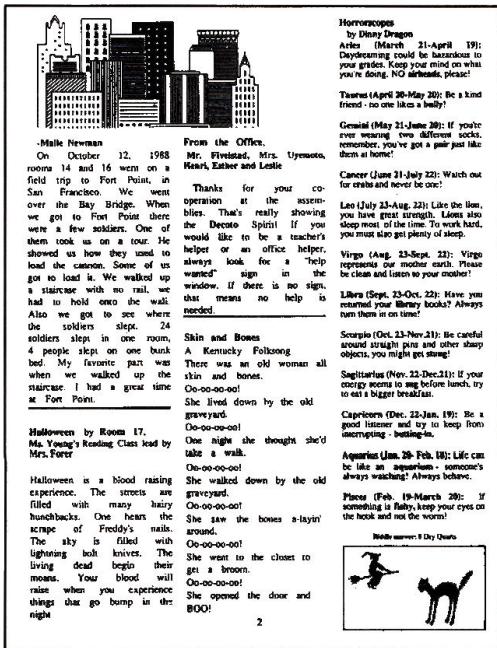 -Malie Newman
On October 12, 1988
rooms 14 and 16 went on a
field trip to Fort Point, in
San Francisco. We went
over the Bay Bridge. When
we got to Fort Point there
were a few soldiers. One of
them took us on a tour. He
showed us how they used to
load the cannon. Some of us
got to load it. We walked up
a staircase with no rail, we
had to hold onto the wall.
Also we got to see where
the soldiers slept. 24
soldiers slept in one room,
4 people slept on one bunk
bed. My favorite part was
when we walked up the
staircase. I had a great time
at Fort Point.
Halloween by Room 17.
Ms. Young's Reading Class lead by
Mrs. Forer
Halloween is a blood raising
experience. The streets are
filled with many hairy
hunchbacks. One hears the
scrape of Freddy's nails.
The sky is filled with
lightning bolt knives. The
living dead begin their
moans. Your blood will
raise when you experience
things that go bump in the
night
From the Office,
Mr. Fivelstad, Mrs. Uyemoto,
Henri, Esther and Leslie
Thanks for your co-
operation at the assem-
blies. That's really showing
the Decoto Spirit! If you
would like to be a teacher's
helper or an office helper,
always look for a "help
wanted" sign in the
window. If there is no sign,
that means no help is
needed.
Skin and Bones
A Kentucky Folksong
There was an old woman all
skin and bones.
Oo-oo-oo-oo!
She lived down by the old
graveyard.
Oo-oo-oo-oo!
One night she thought she'd
take a walk.
Oo-oo-oo-oo!
She walked down by the old
graveyard.
Oo-oo-oo-oo!
She saw the bones a-layin'
around.
Oo-oo-oo-oo!
She went to the closet to
get a broom.
Oo-oo-oo-oo!
She opened the door and
BOO!
2
Horrorscopes
by Dinny Dragon
Aries (March 21-April 19):
Daydreaming could be hazardous to
your grades. Keep your mind on what
you're doing. NO airheads, please!
Taurus (April 20-May 20): Be a kind
friend - no one likes a bully!
Gemini (May 21-June 20): If you're
ever wearing two different socks,
remember, you've got a pair just like
them at home!
Cancer (June 21-July 22): Watch out
for crabs and never be one!
Leo (July 23-Aug. 22): Like the lion,
you have great strength. Lions also
sleep most of the time. To work hard,
you must also get plenty of sleep.
Virgo (Aug. 23-Sept. 22): Virgo
represents our mother earth. Please
be clean and listen to your mother!
Libra (Sept. 23-Oct. 22): Have you
returned your library books? Always
turn them in on time!
Scorpio (Oct. 23-Nov.21): Be careful
around straight pins and other sharp
objects, you might get stung!
Sagittarius (Nov. 22-Dec.21): If your
energy seems to sag before lunch, try
to eat a bigger breakfast.
Capricorn (Dec. 22-Jan. 19): Be a
good listener and try to keep from
interrupting - butting-in.
Aquarius (Jan. 20- Feb. 18): Life can
be like an aquarium - someone's
always watching! Always behave.
Pisces (Feb. 19-March 20): If
something is fishy, keep your eyes on
the hook and not the worm!
Riddle answer: 8 Dry Quarts